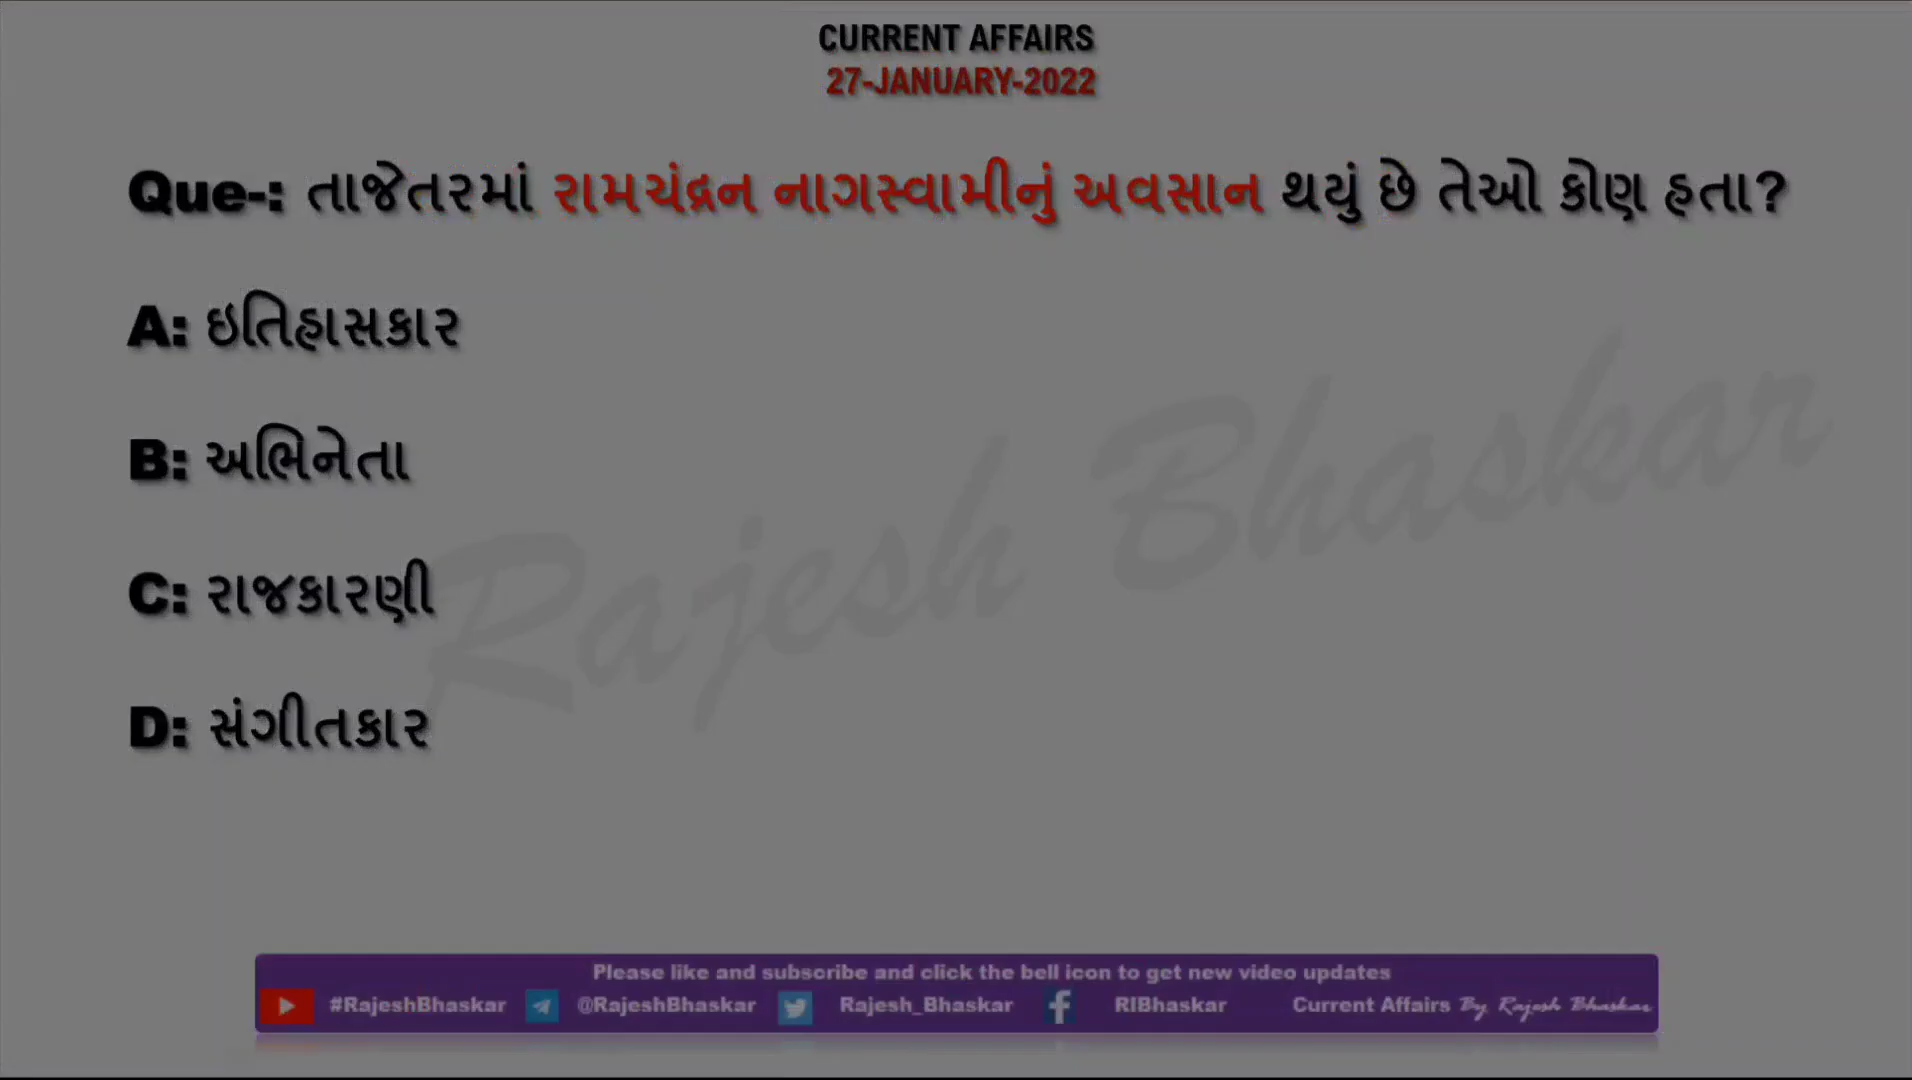 CURRENT AFFAIRS
27-JANUARY-2022
Que-: તાજેતરમાં રામચંદ્રન નાગસ્વામીનું અવસાન થયું છે તેઓ કોણ હતા?
A: ઇતિહાસકાર
B: અભિનેતા
C: રાજકારણી
D: સંગીતકાર
Rajesh Bhaskar
Please like and subscribe and click the bell icon to get new video updates
#RajeshBhaskar @RajeshBhaskar Rajesh_Bhaskar RIBhaskar Current Affairs By Rajesh Bhaskar